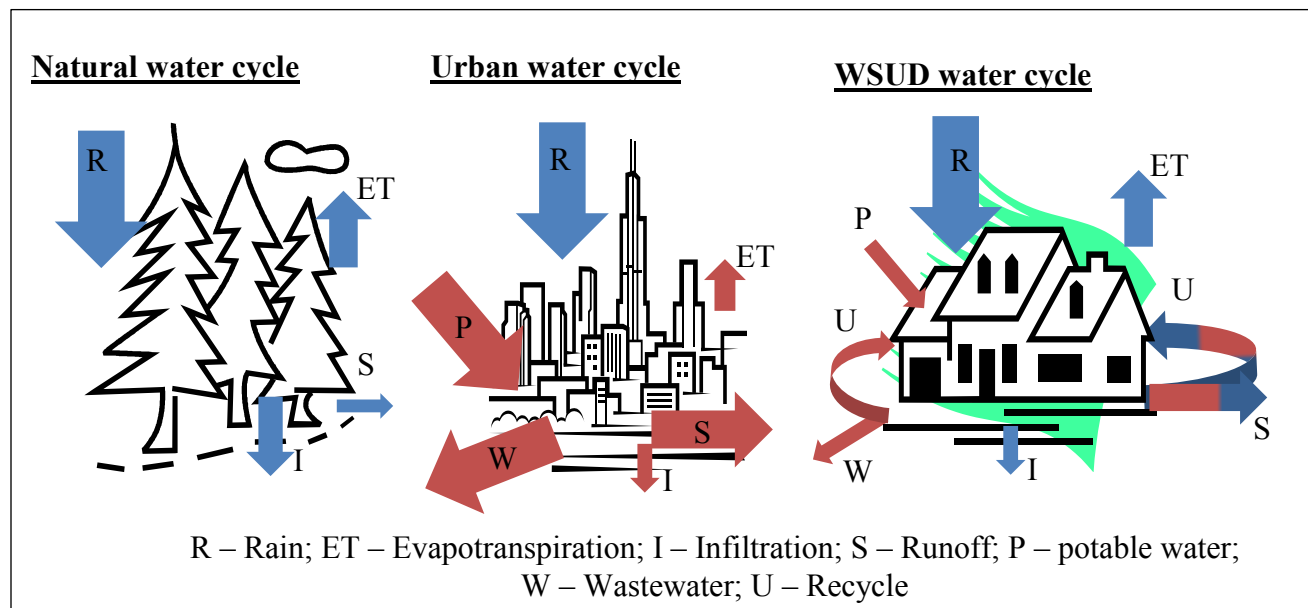 Natural water cycle
Urban water cycle
WSUD water cycle
R
ET
S
I
R
ET
P
S
W
I
R
ET
P
U
U
S
W
I
R – Rain; ET – Evapotranspiration; I – Infiltration; S – Runoff; P – potable water;
W – Wastewater; U – Recycle